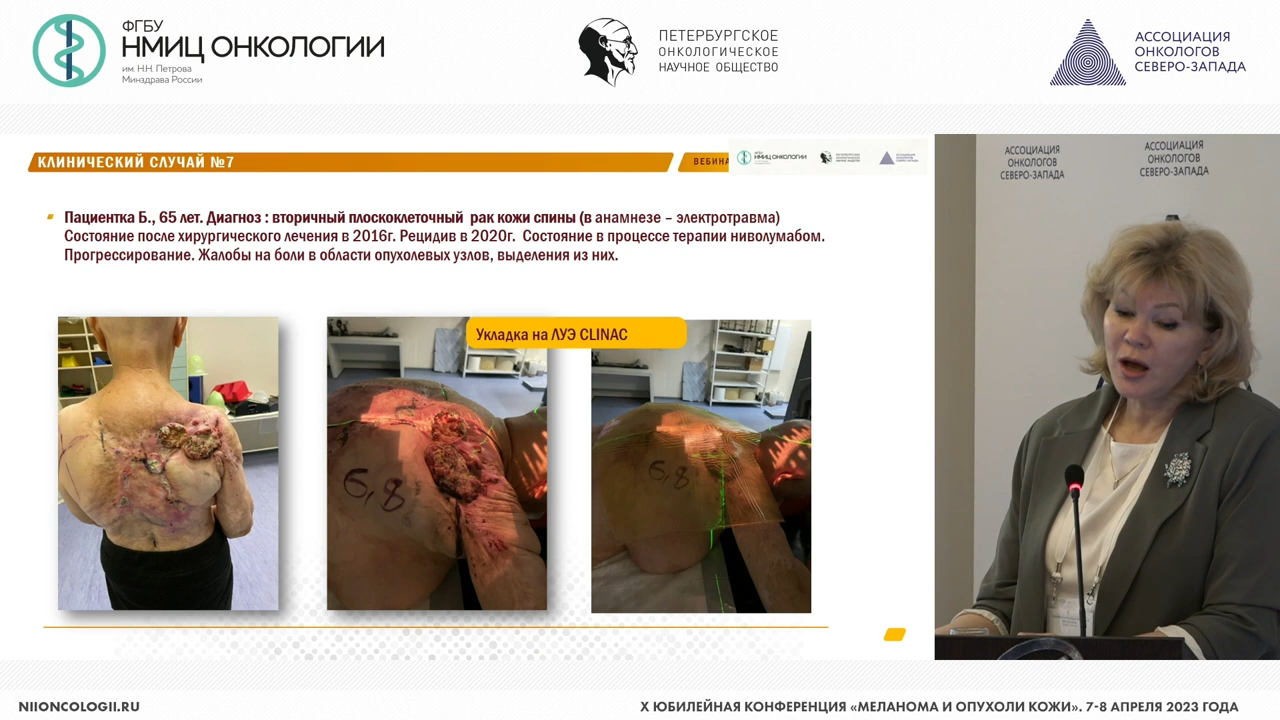 ФГБУ
НМИЦ ОНКОЛОГИИ
им. Н.Н. Петрова
Минздрава России
ПЕТЕРБУРГСКОЕ
ОНКОЛОГИЧЕСКОЕ
НАУЧНОЕ ОБЩЕСТВО
АССОЦИАЦИЯ
ОНКОЛОГОВ
СЕВЕРО-ЗАПАДА
КЛИНИЧЕСКИЙ СЛУЧАЙ №7
ВЕБИНА
НМИЦ ОНКОЛОГИИ
Пациентка Б., 65 лет. Диагноз : вторичный плоскоклеточный рак кожи спины (в анамнезе – электротравма)
Состояние после хирургического лечения в 2016г. Рецидив в 2020г. Состояние в процессе терапии ниволумабом.
Прогрессирование. Жалобы на боли в области опухолевых узлов, выделения из них.
Укладка на ЛУЭ CLINAC
6,8
6,8
АССОЦИАЦИЯ
ОНКОЛОГОВ
СЕВЕРО-ЗАПАДА
АССОЦИАЦИЯ
ОНКОЛОГОВ
СЕВЕРО-ЗАПАДА
NIIONCOLOGII.RU
X ЮБИЛЕЙНАЯ КОНФЕРЕНЦИЯ «МЕЛАНОМА И ОПУХОЛИ КОЖИ». 7-8 АПРЕЛЯ 2023 ГОДА